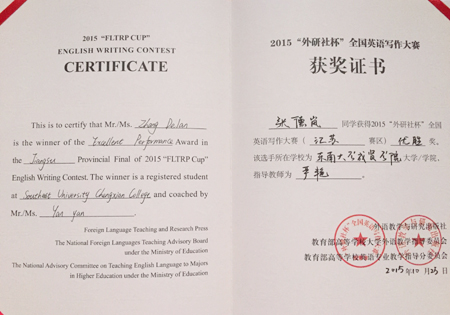 2015 “FLTRP CUP”
ENGLISH WRITING CONTEST
CERTIFICATE
This is to certify that Mr./Ms. Zhang Delan
is the winner of the Excellent Performance Award in
the Jiangsu Provincial Final of 2015 “FLTRP Cup”
English Writing Contest. The winner is a registered student
at Southeast University Chengxian College and coached by
Mr./Ms. Yan yan.
Foreign Language Teaching and Research Press
The National Foreign Languages Teaching Advisory Board
under the Ministry of Education
The National Advisory Committee on Teaching English Language to Majors
in Higher Education under the Ministry of Education
2015 “外研社杯” 全国英语写作大赛
获奖证书
张 岚 同学获得2015 “外研社杯” 全国
英语写作大赛（江苏 赛区）优胜 奖。
该选手所在学校为 东南大学成贤学院 大学/学院。
指导教师为 艳。
外语教学与研究出版社
教育部高等学校大学外语教学指导委员会
教育部高等学校英语专业教学指导分委员会
2015年10月25日